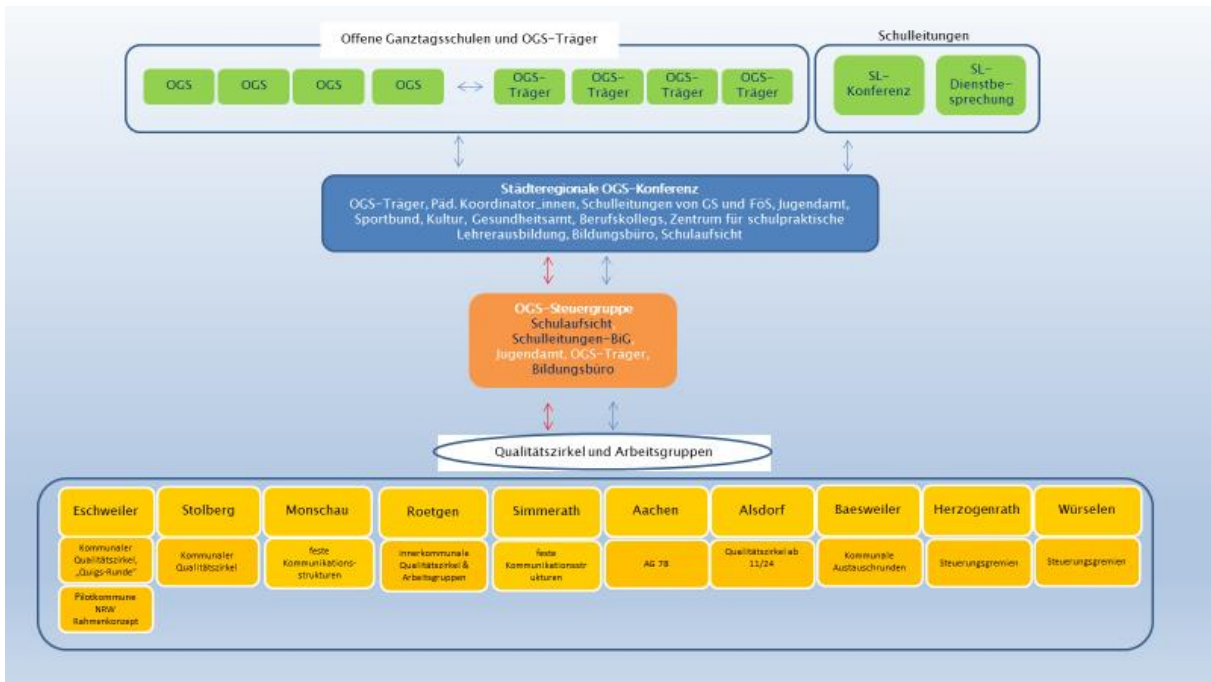 Offene Ganztagsschulen und OGS-Träger
Schulleitungen
OGS
OGS
OGS
OGS
OGS-
Träger
OGS-
Träger
OGS-
Träger
OGS-
Träger
SL-
Konferenz
SL-
Dienstbe-
sprechung
Städteregionale OGS-Konferenz
OGS-Träger, Päd. Koordinator_innen, Schulleitungen von GS und FöS, Jugendamt,
Sportbund, Kultur, Gesundheitsamt, Berufskollegs, Zentrum für schulpraktische
Lehrerausbildung, Bildungsbüro, Schulaufsicht
OGS-Steuergruppe
Schulaufsicht,
Schulleitungen-BiG,
Jugendamt, OGS-Träger,
Bildungsbüro
Qualitätszirkel und Arbeitsgruppen
Eschweiler
Stolberg
Monschau
Roetgen
Simmerath
Aachen
Alsdorf
Baesweiler
Herzogenrath
Würselen
Kommunaler
Qualitätszirkel,
„Quigs-Runde"
Kommunaler
Qualitätszirkel
feste
Kommunikations-
strukturen
innerkommunale
Qualitätszirkel &
Arbeitsgruppen
feste
Kommunikationsstr
ukturen
AG 78
Qualitätszirkel ab
11/24
Kommunale
Austauschrunden
Steuerungsgremien
Steuerungsgremien
Pilotkommune
NRW
Rahmenkonzept